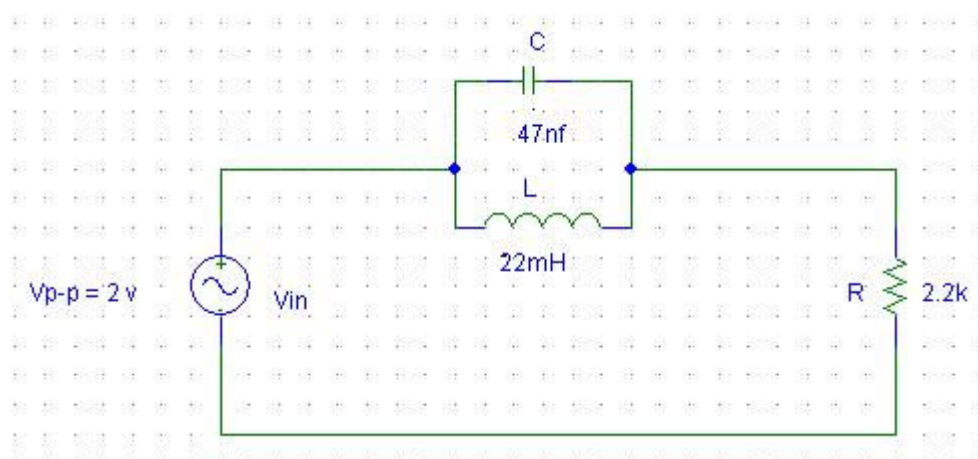 C
47nf
L
22mH
Vp-p = 2 v
Vin
R
2.2k